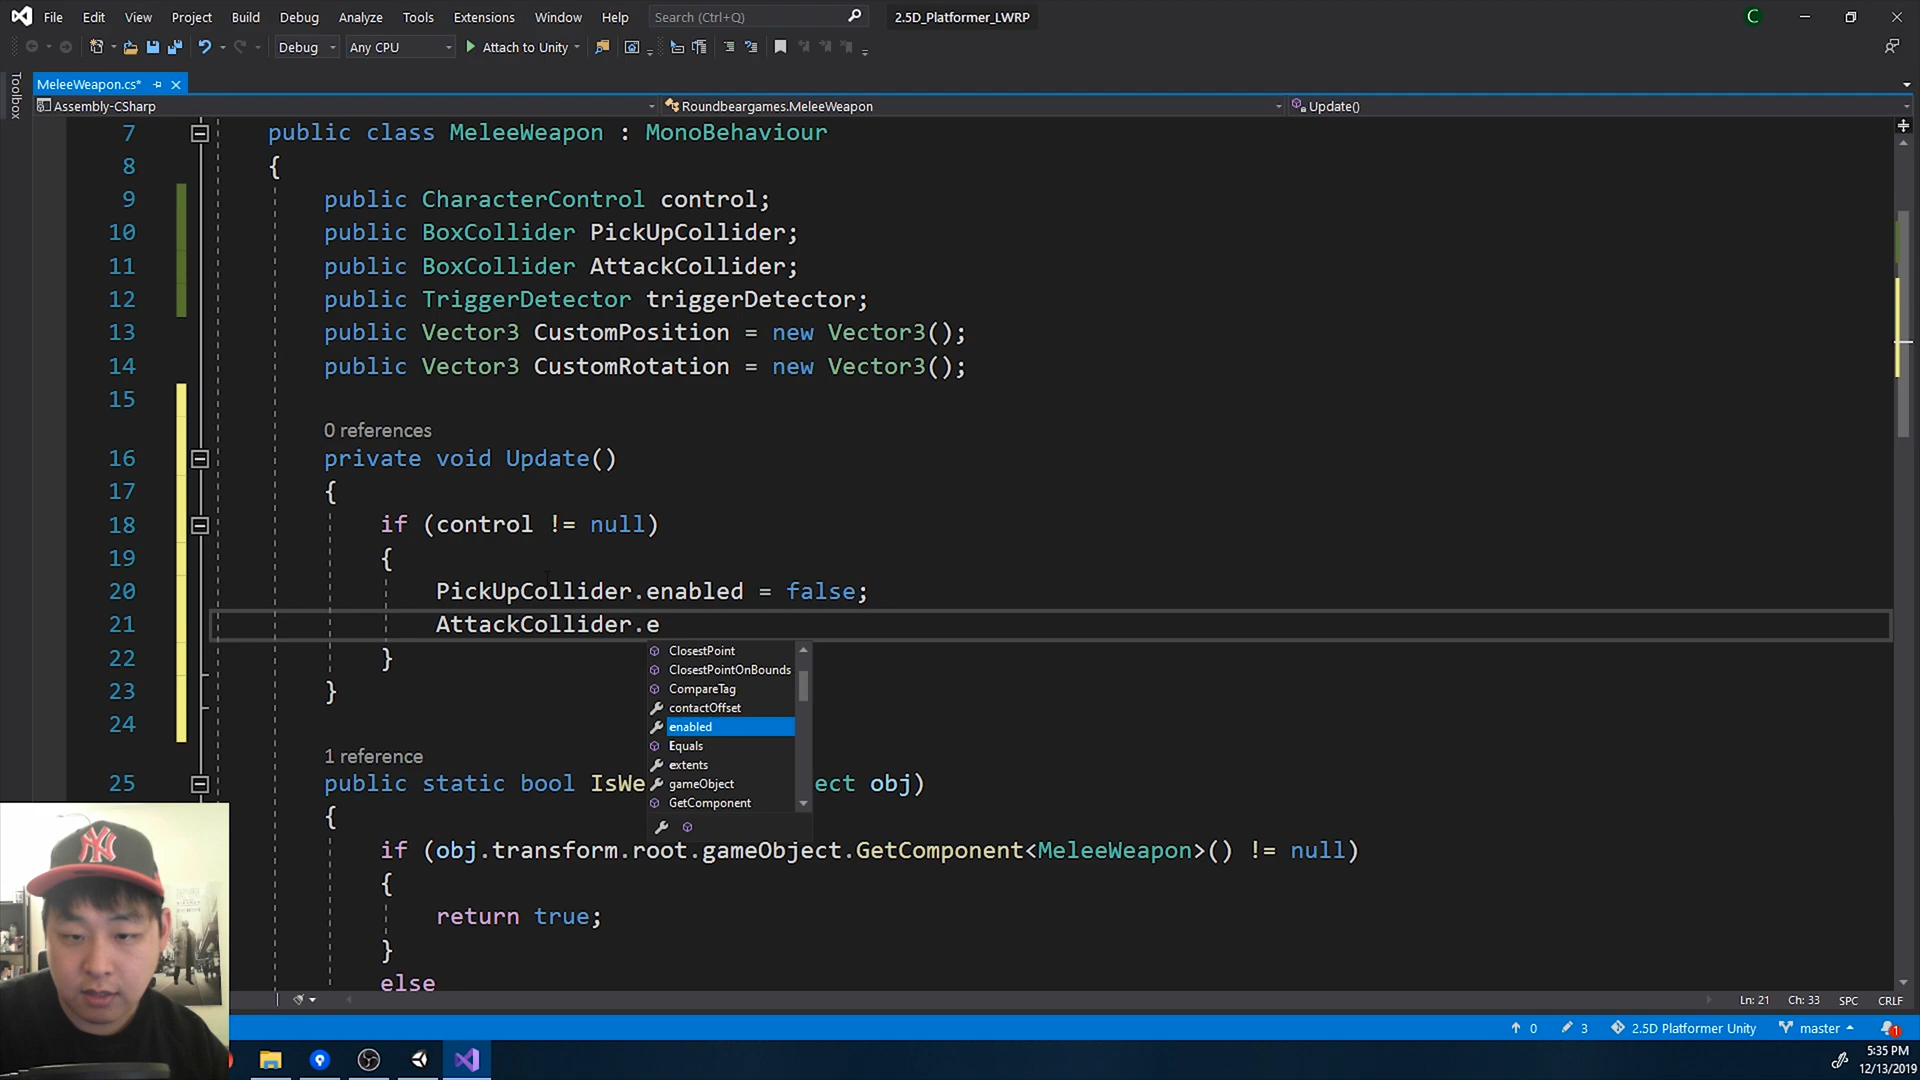 File Edit View Project Build Debug Analyze Tools Extensions Window Help Search (Ctrl+Q) 2.5D_Platformer_LWRP C
Debug Any CPU Attach to Unity
Toolbox
MeleeWeapon.cs*
Assembly-CSharp Roundbeargames.MeleeWeapon Update()
7 public class MeleeWeapon : MonoBehaviour
8 {
9 public CharacterControl control;
10 public BoxCollider PickUpCollider;
11 public BoxCollider AttackCollider;
12 public TriggerDetector triggerDetector;
13 public Vector3 CustomPosition = new Vector3();
14 public Vector3 CustomRotation = new Vector3();
15
0 references
16 private void Update()
17 {
18 if (control != null)
19 {
20 PickUpCollider.enabled = false;
21 AttackCollider.e
22 }
23 }
24
ClosestPoint
ClosestPointOnBounds
CompareTag
contactOffset
enabled
Equals
extents
gameObject
GetComponent
1 reference
25 public static bool IsWe ect obj)
{
if (obj.transform.root.gameObject.GetComponent<MeleeWeapon>() != null)
{
return true;
}
else
Ln: 21 Ch: 33 SPC CRLF
0 3 2.5D Platformer Unity master 1
5:35 PM
12/13/2019